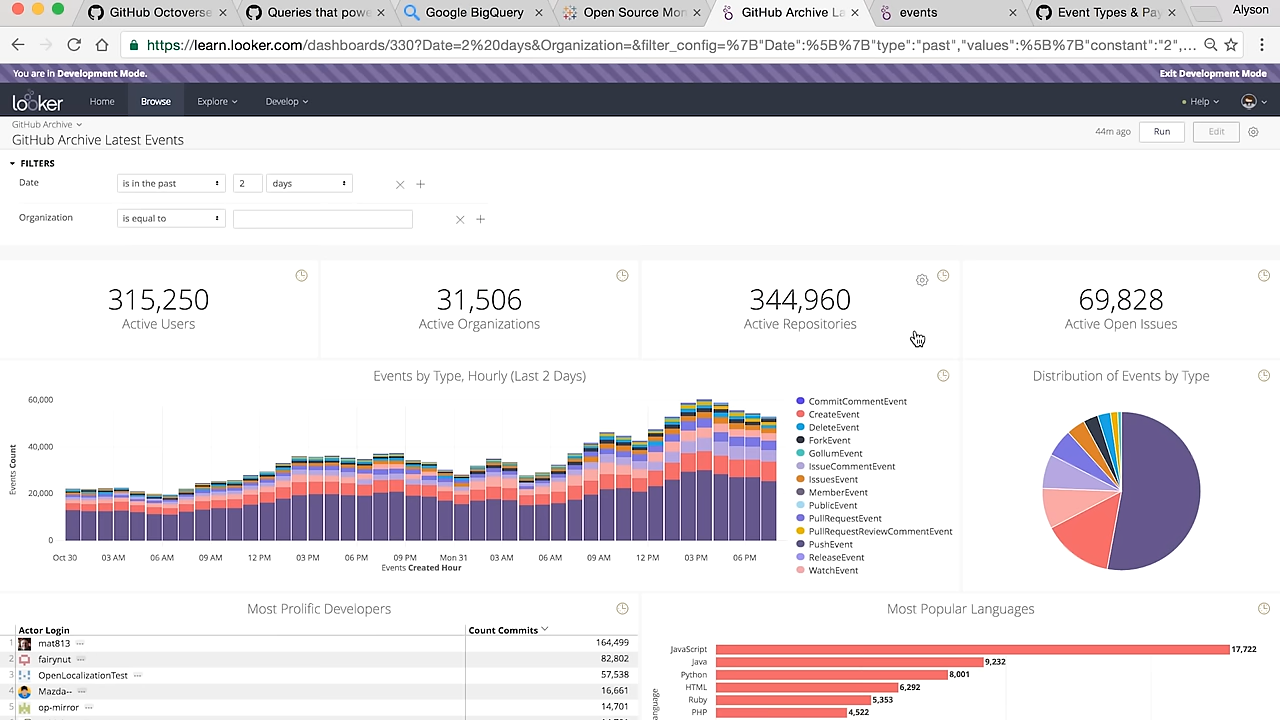 GitHub Octoverse
Queries that powe
Google BigQuery
Open Source Mon
GitHub Archive La
events
Event Types & Pay
Alyson
https://learn.looker.com/dashboards/330?Date=2%20days&Organization=&filter_config=%7B"Date":%5B%7B"type":"past","values":%5B%7B"constant":"2",...
You are in Development Mode.
Exit Development Mode
looker
Home
Browse
Explore
Develop
Help
GitHub Archive
GitHub Archive Latest Events
44m ago
Run
Edit
FILTERS
Date
is in the past
2
days
Organization
is equal to
315,250
Active Users
31,506
Active Organizations
344,960
Active Repositories
69,828
Active Open Issues
Events by Type, Hourly (Last 2 Days)
Events Count
60,000
40,000
20,000
0
Oct 30
03 AM
06 AM
09 AM
12 PM
03 PM
06 PM
09 PM
Mon 31
03 AM
06 AM
09 AM
12 PM
03 PM
06 PM
Events Created Hour
CommitCommentEvent
CreateEvent
DeleteEvent
ForkEvent
GollumEvent
IssueCommentEvent
IssuesEvent
MemberEvent
PublicEvent
PullRequestEvent
PullRequestReviewCommentEvent
PushEvent
ReleaseEvent
WatchEvent
Distribution of Events by Type
Most Prolific Developers
Actor Login
Count Commits
1 mat813 164,499
2 fairynut 82,802
3 OpenLocalizationTest 57,538
4 Mazda-- 16,661
5 op-mirror 14,701
Most Popular Languages
JavaScript 17,722
Java 9,232
Python 8,001
HTML 6,292
Ruby 5,353
PHP 4,522